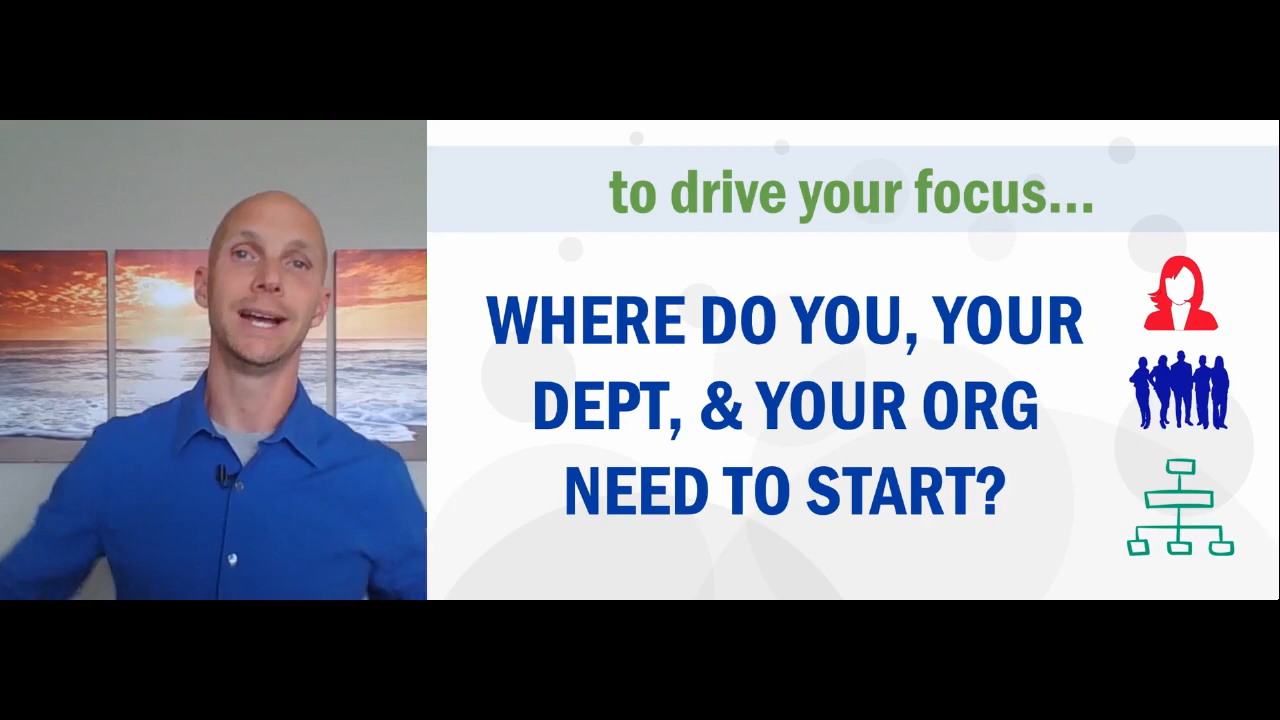 to drive your focus...
WHERE DO YOU, YOUR
DEPT, & YOUR ORG
NEED TO START?